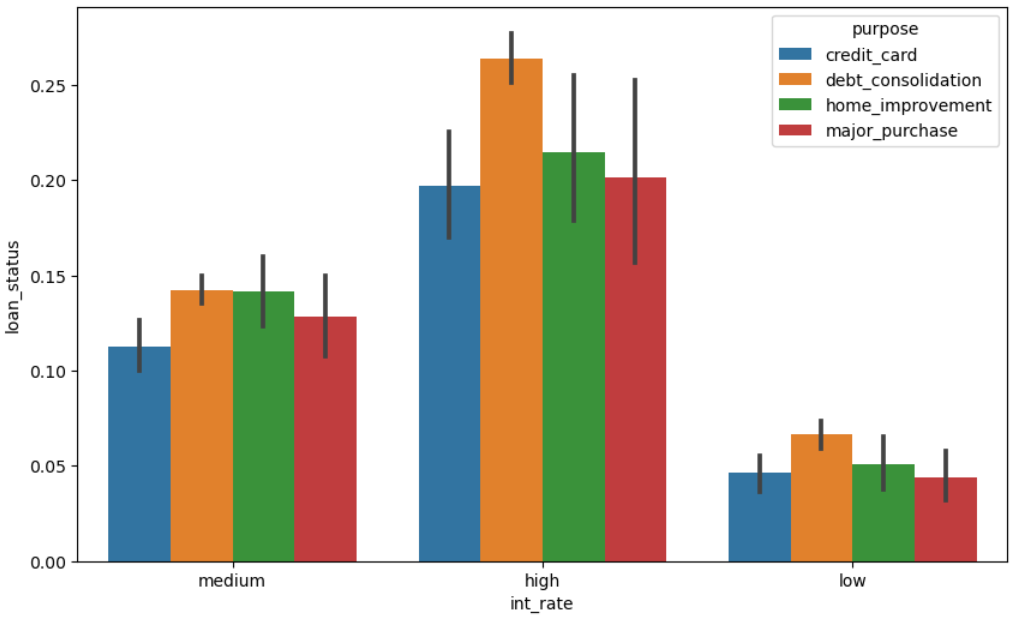 purpose
credit_card
debt_consolidation
home_improvement
major_purchase
loan_status
0.25
0.20
0.15
0.10
0.05
0.00
medium high low
int_rate